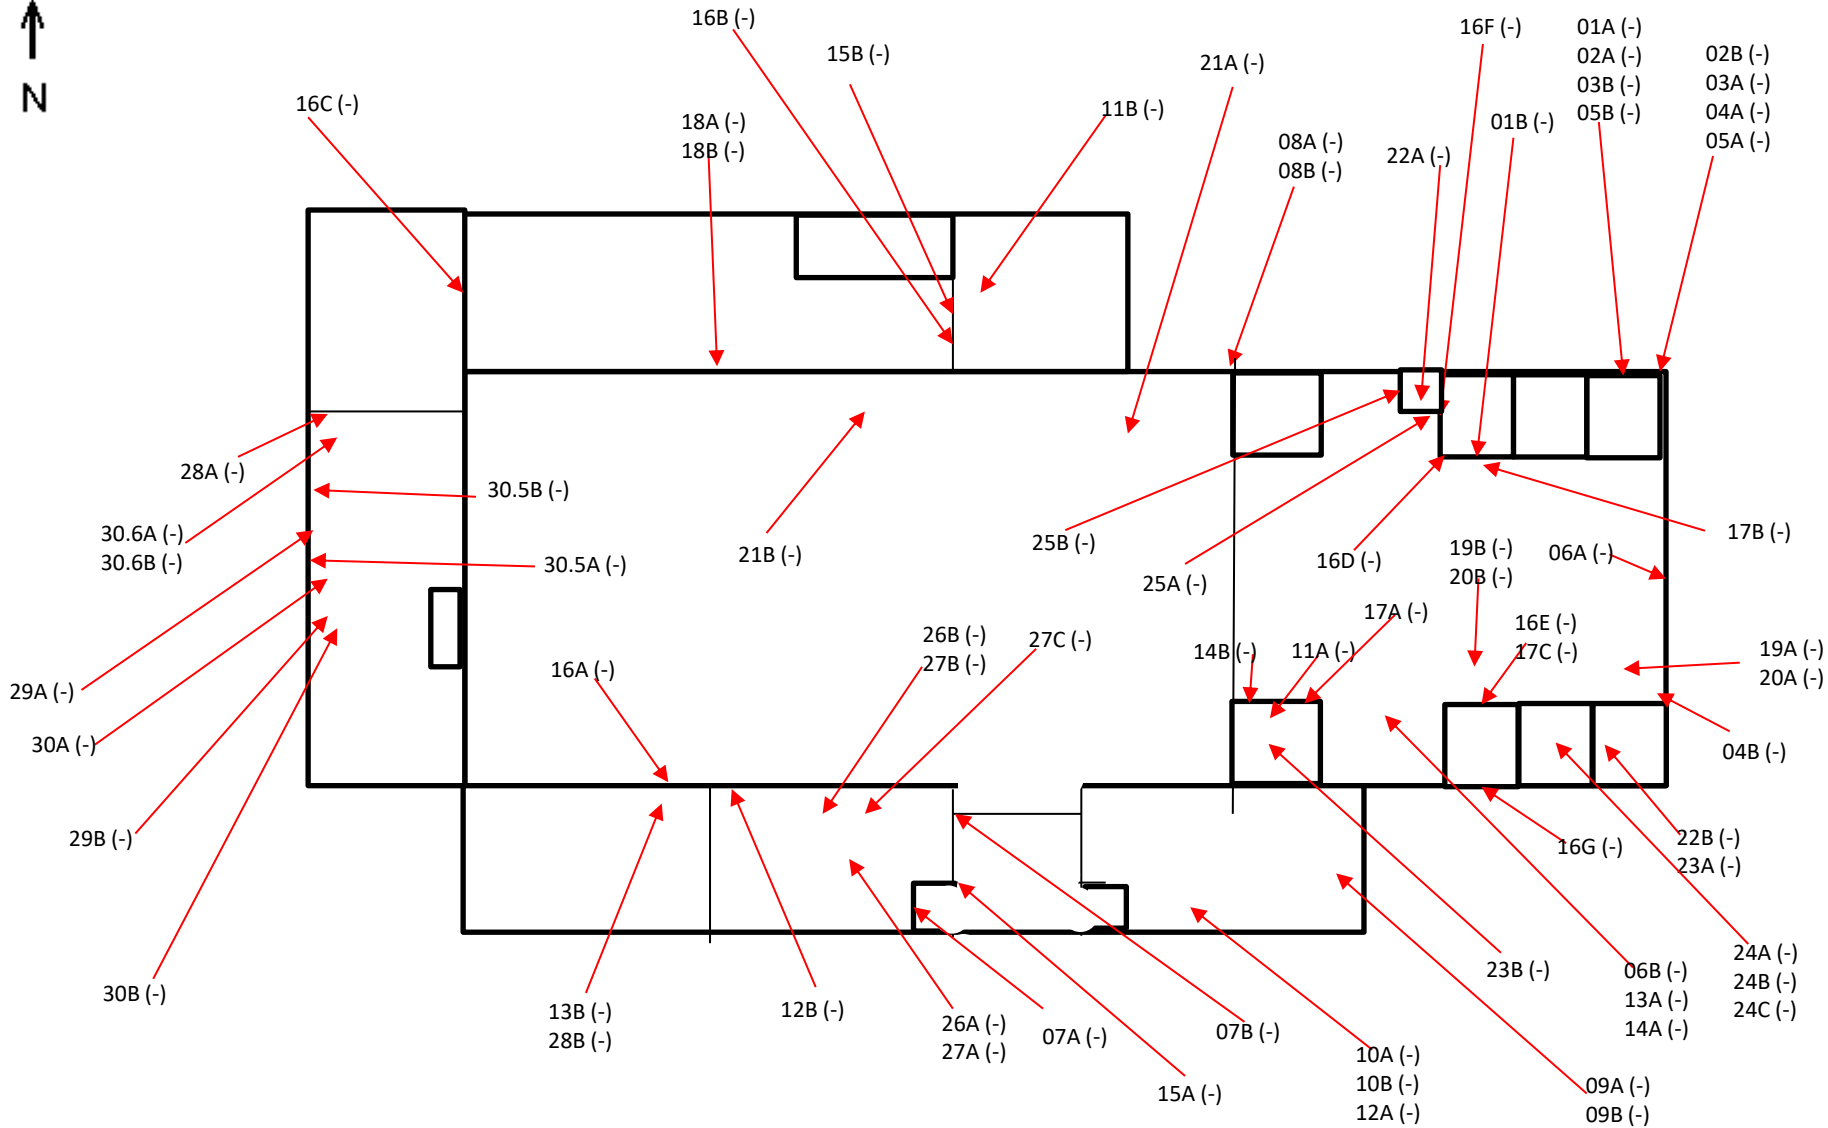 16B (-)
16F (-)
01A (-)
02A (-)
03B (-)
05B (-)
02B (-)
03A (-)
04A (-)
05A (-)
15B (-)
21A (-)
N
16C (-)
11B (-)
18A (-)
18B (-)
01B (-)
08A (-)
08B (-)
22A (-)
28A (-)
30.5B (-)
30.6A (-)
30.6B (-)
21B (-)
25B (-)
17B (-)
19B (-)
20B (-)
06A (-)
16D (-)
30.5A (-)
25A (-)
17A (-)
26B (-)
27B (-)
27C (-)
16E (-)
17C (-)
14B (-)
11A (-)
19A (-)
20A (-)
16A (-)
29A (-)
30A (-)
04B (-)
29B (-)
16G (-)
22B (-)
23A (-)
24A (-)
24B (-)
24C (-)
23B (-)
06B (-)
13A (-)
14A (-)
30B (-)
13B (-)
28B (-)
12B (-)
26A (-)
27A (-)
07A (-)
07B (-)
10A (-)
10B (-)
12A (-)
15A (-)
09A (-)
09B (-)